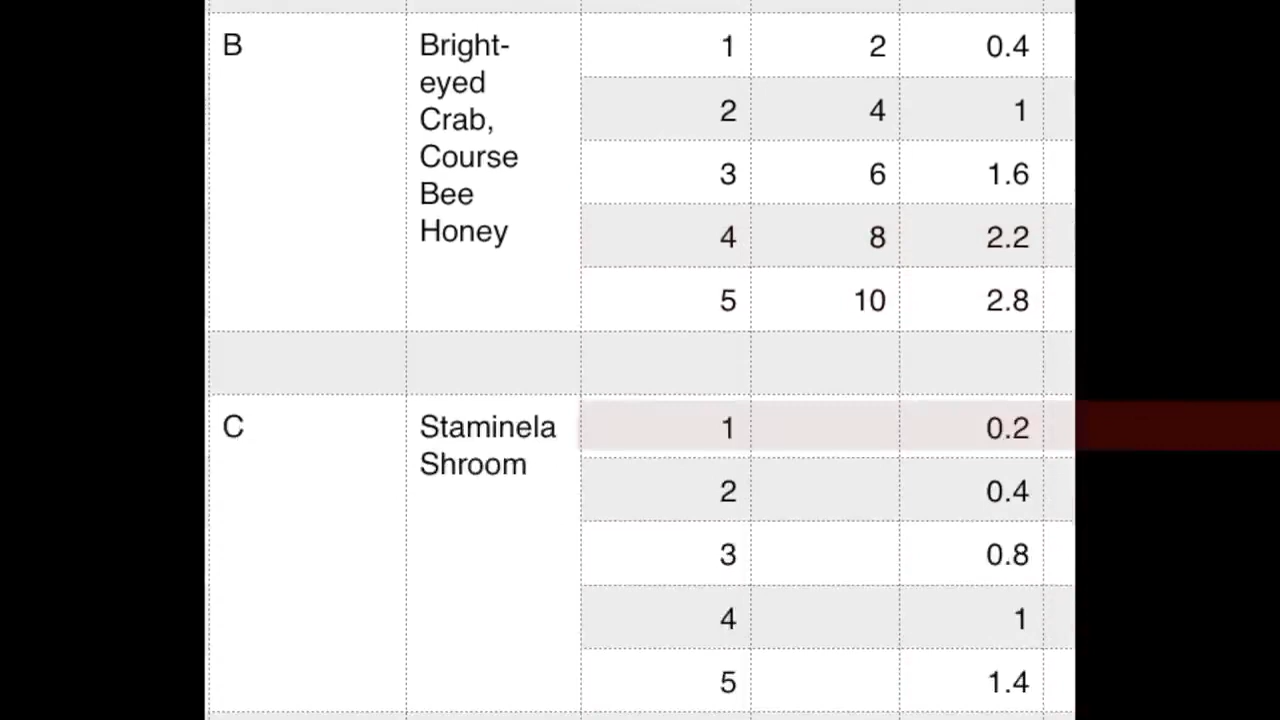 B Bright- 1 2 0.4
eyed
Crab, 2 4 1
Course
Bee 3 6 1.6
Honey 4 8 2.2
5 10 2.8
C Staminela 1 0.2
Shroom 2 0.4
3 0.8
4 1
5 1.4